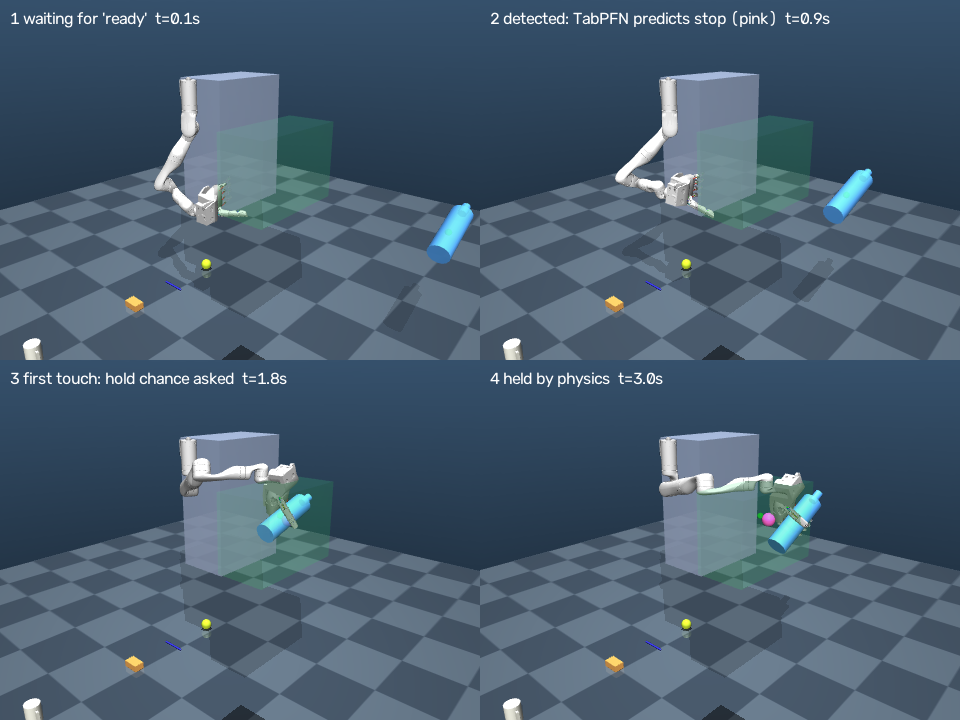 1 waiting for 'ready' t=0.1s
2 detected: TabPFN predicts stop (pink) t=0.9s
3 first touch: hold chance asked t=1.8s
4 held by physics t=3.0s